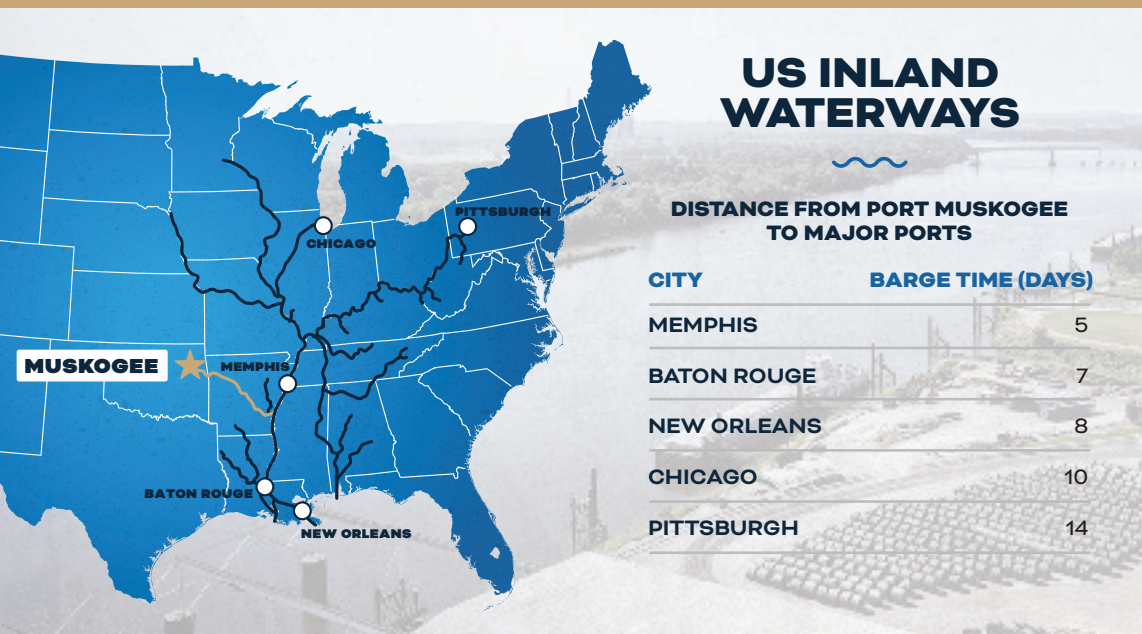 US INLAND
WATERWAYS
DISTANCE FROM PORT MUSKOGEE
TO MAJOR PORTS
CITY BARGE TIME (DAYS)
MEMPHIS 5
BATON ROUGE 7
NEW ORLEANS 8
CHICAGO 10
PITTSBURGH 14
PITTSBURGH
CHICAGO
MUSKOGEE
MEMPHIS
BATON ROUGE
NEW ORLEANS